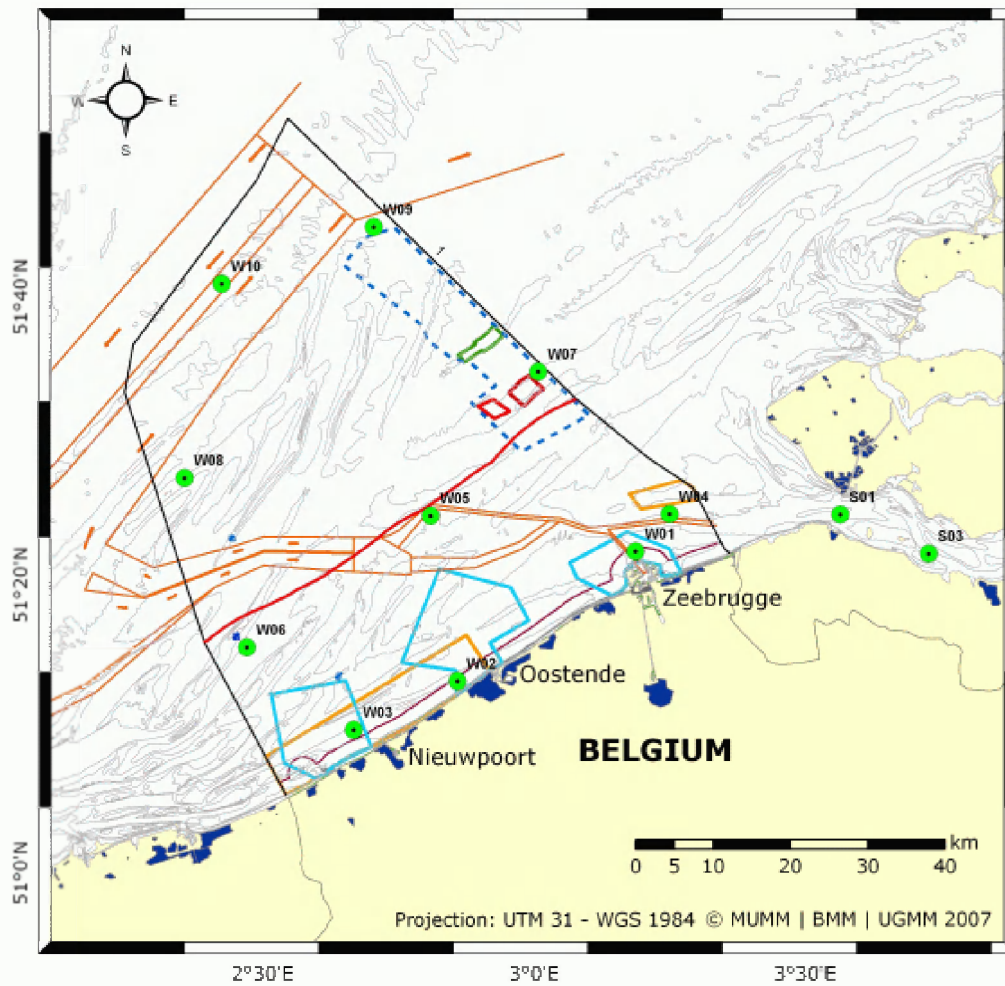 N
W E
S
W09
W10
1
W07
W08
W05
W04
S01
W01
S03
Zeebrugge
W06
W02
Oostende
W03
Nieuwpoort
BELGIUM
km
0 5 10 20 30 40
Projection: UTM 31 - WGS 1984 © MUMM | BMM | UGMM 2007
51°40'N
51°20'N
51°0'N
2°30'E 3°0'E 3°30'E